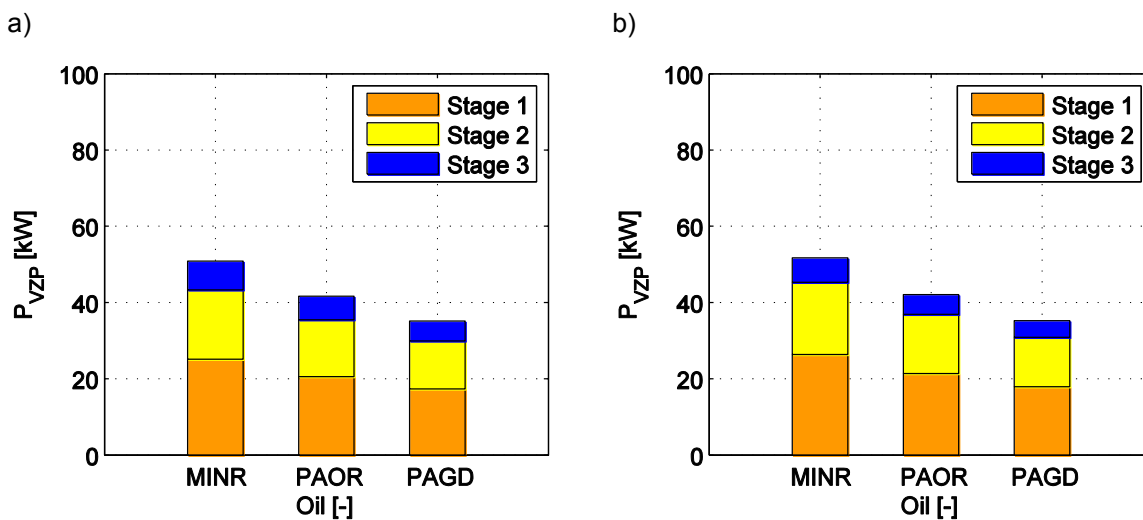 a)
100
80
60
40
20
0
P_VZP [kW]
Stage 1
Stage 2
Stage 3
MINR PAOR PAGD
Oil [-]
b)
100
80
60
40
20
0
P_VZP [kW]
Stage 1
Stage 2
Stage 3
MINR PAOR PAGD
Oil [-]